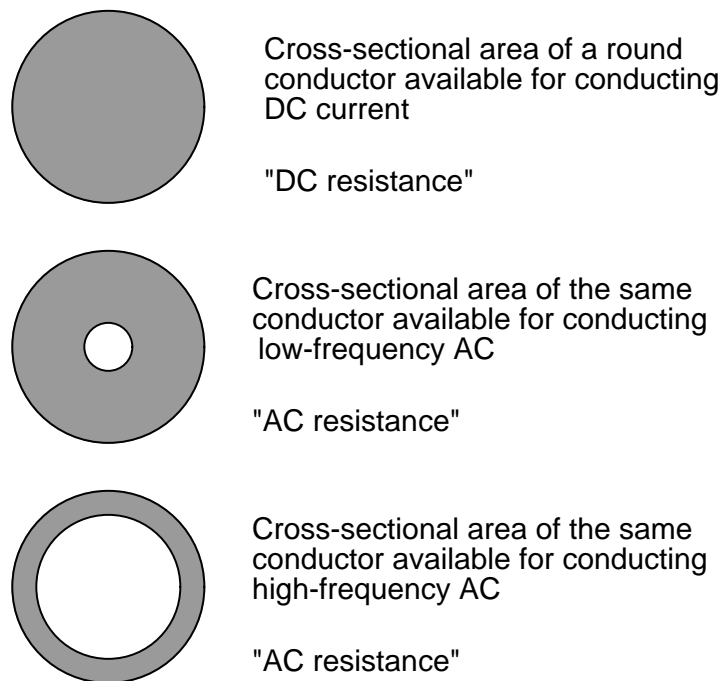 Cross-sectional area of a round
conductor available for conducting
DC current
"DC resistance"
Cross-sectional area of the same
conductor available for conducting
low-frequency AC
"AC resistance"
Cross-sectional area of the same
conductor available for conducting
high-frequency AC
"AC resistance"